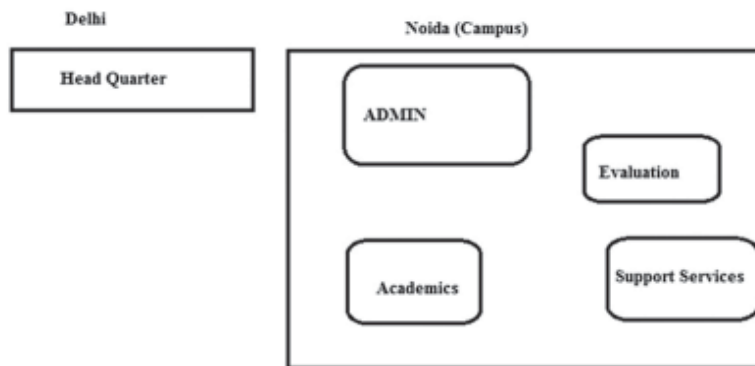 Delhi
Noida (Campus)
Head Quarter
ADMIN
Evaluation
Academics
Support Services